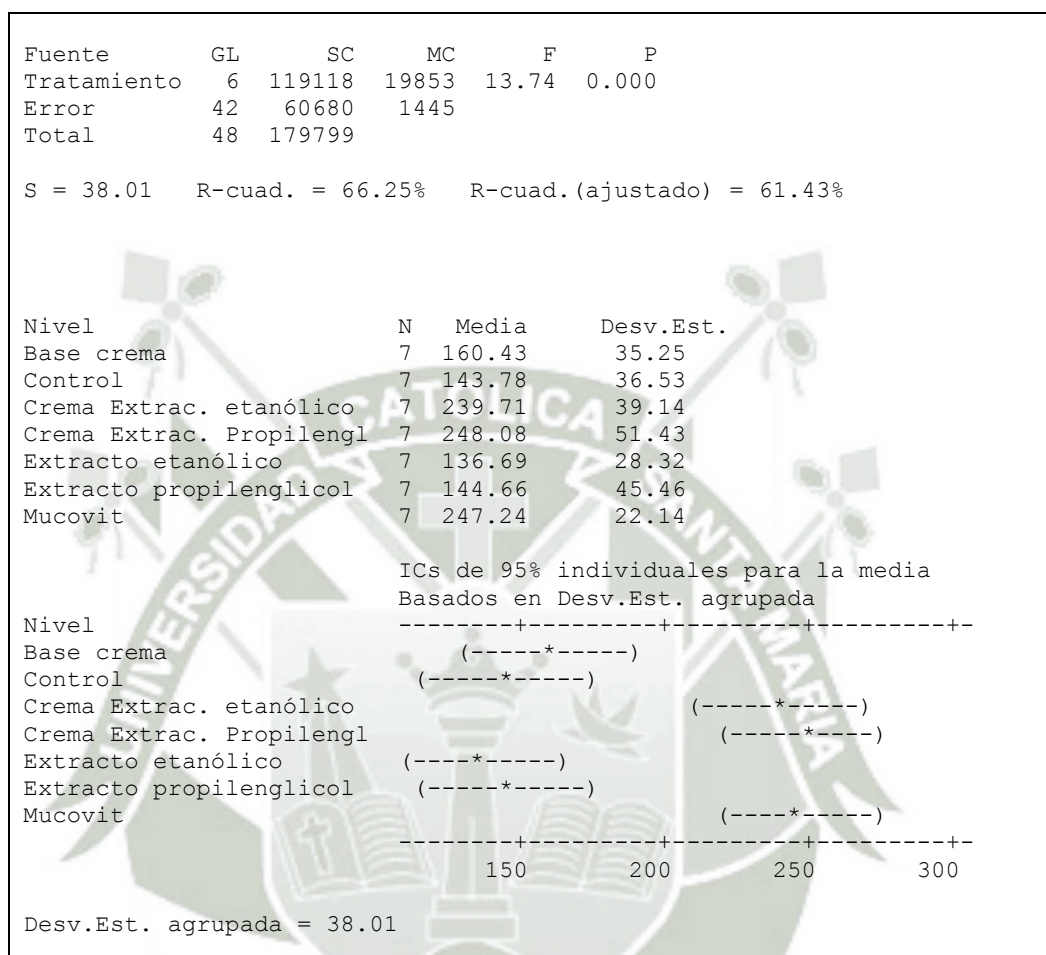 Fuente GL SC MC F P
Tratamiento 6 119118 19853 13.74 0.000
Error 42 60680 1445
Total 48 179799
S = 38.01 R-cuad. = 66.25% R-cuad.(ajustado) = 61.43%
Nivel N Media Desv.Est.
Base crema 7 160.43 35.25
Control 7 143.78 36.53
Crema Extrac. etanólico 7 239.71 39.14
Crema Extrac. Propilengl 7 248.08 51.43
Extracto etanólico 7 136.69 28.32
Extracto propilenglicol 7 144.66 45.46
Mucovit 7 247.24 22.14
ICs de 95% individuales para la media
Basados en Desv.Est. agrupada
Nivel ---------+---------+---------+---------+-
Base crema (-----*-----)
Control (-----*-----)
Crema Extrac. etanólico (-----*-----)
Crema Extrac. Propilengl (-----*----)
Extracto etanólico (----*-----)
Extracto propilenglicol (-----*-----)
Mucovit (----*-----)
---------+---------+---------+---------+-
150 200 250 300
Desv.Est. agrupada = 38.01
UNIVERSIDAD CATÓLICA SANTA MARIA